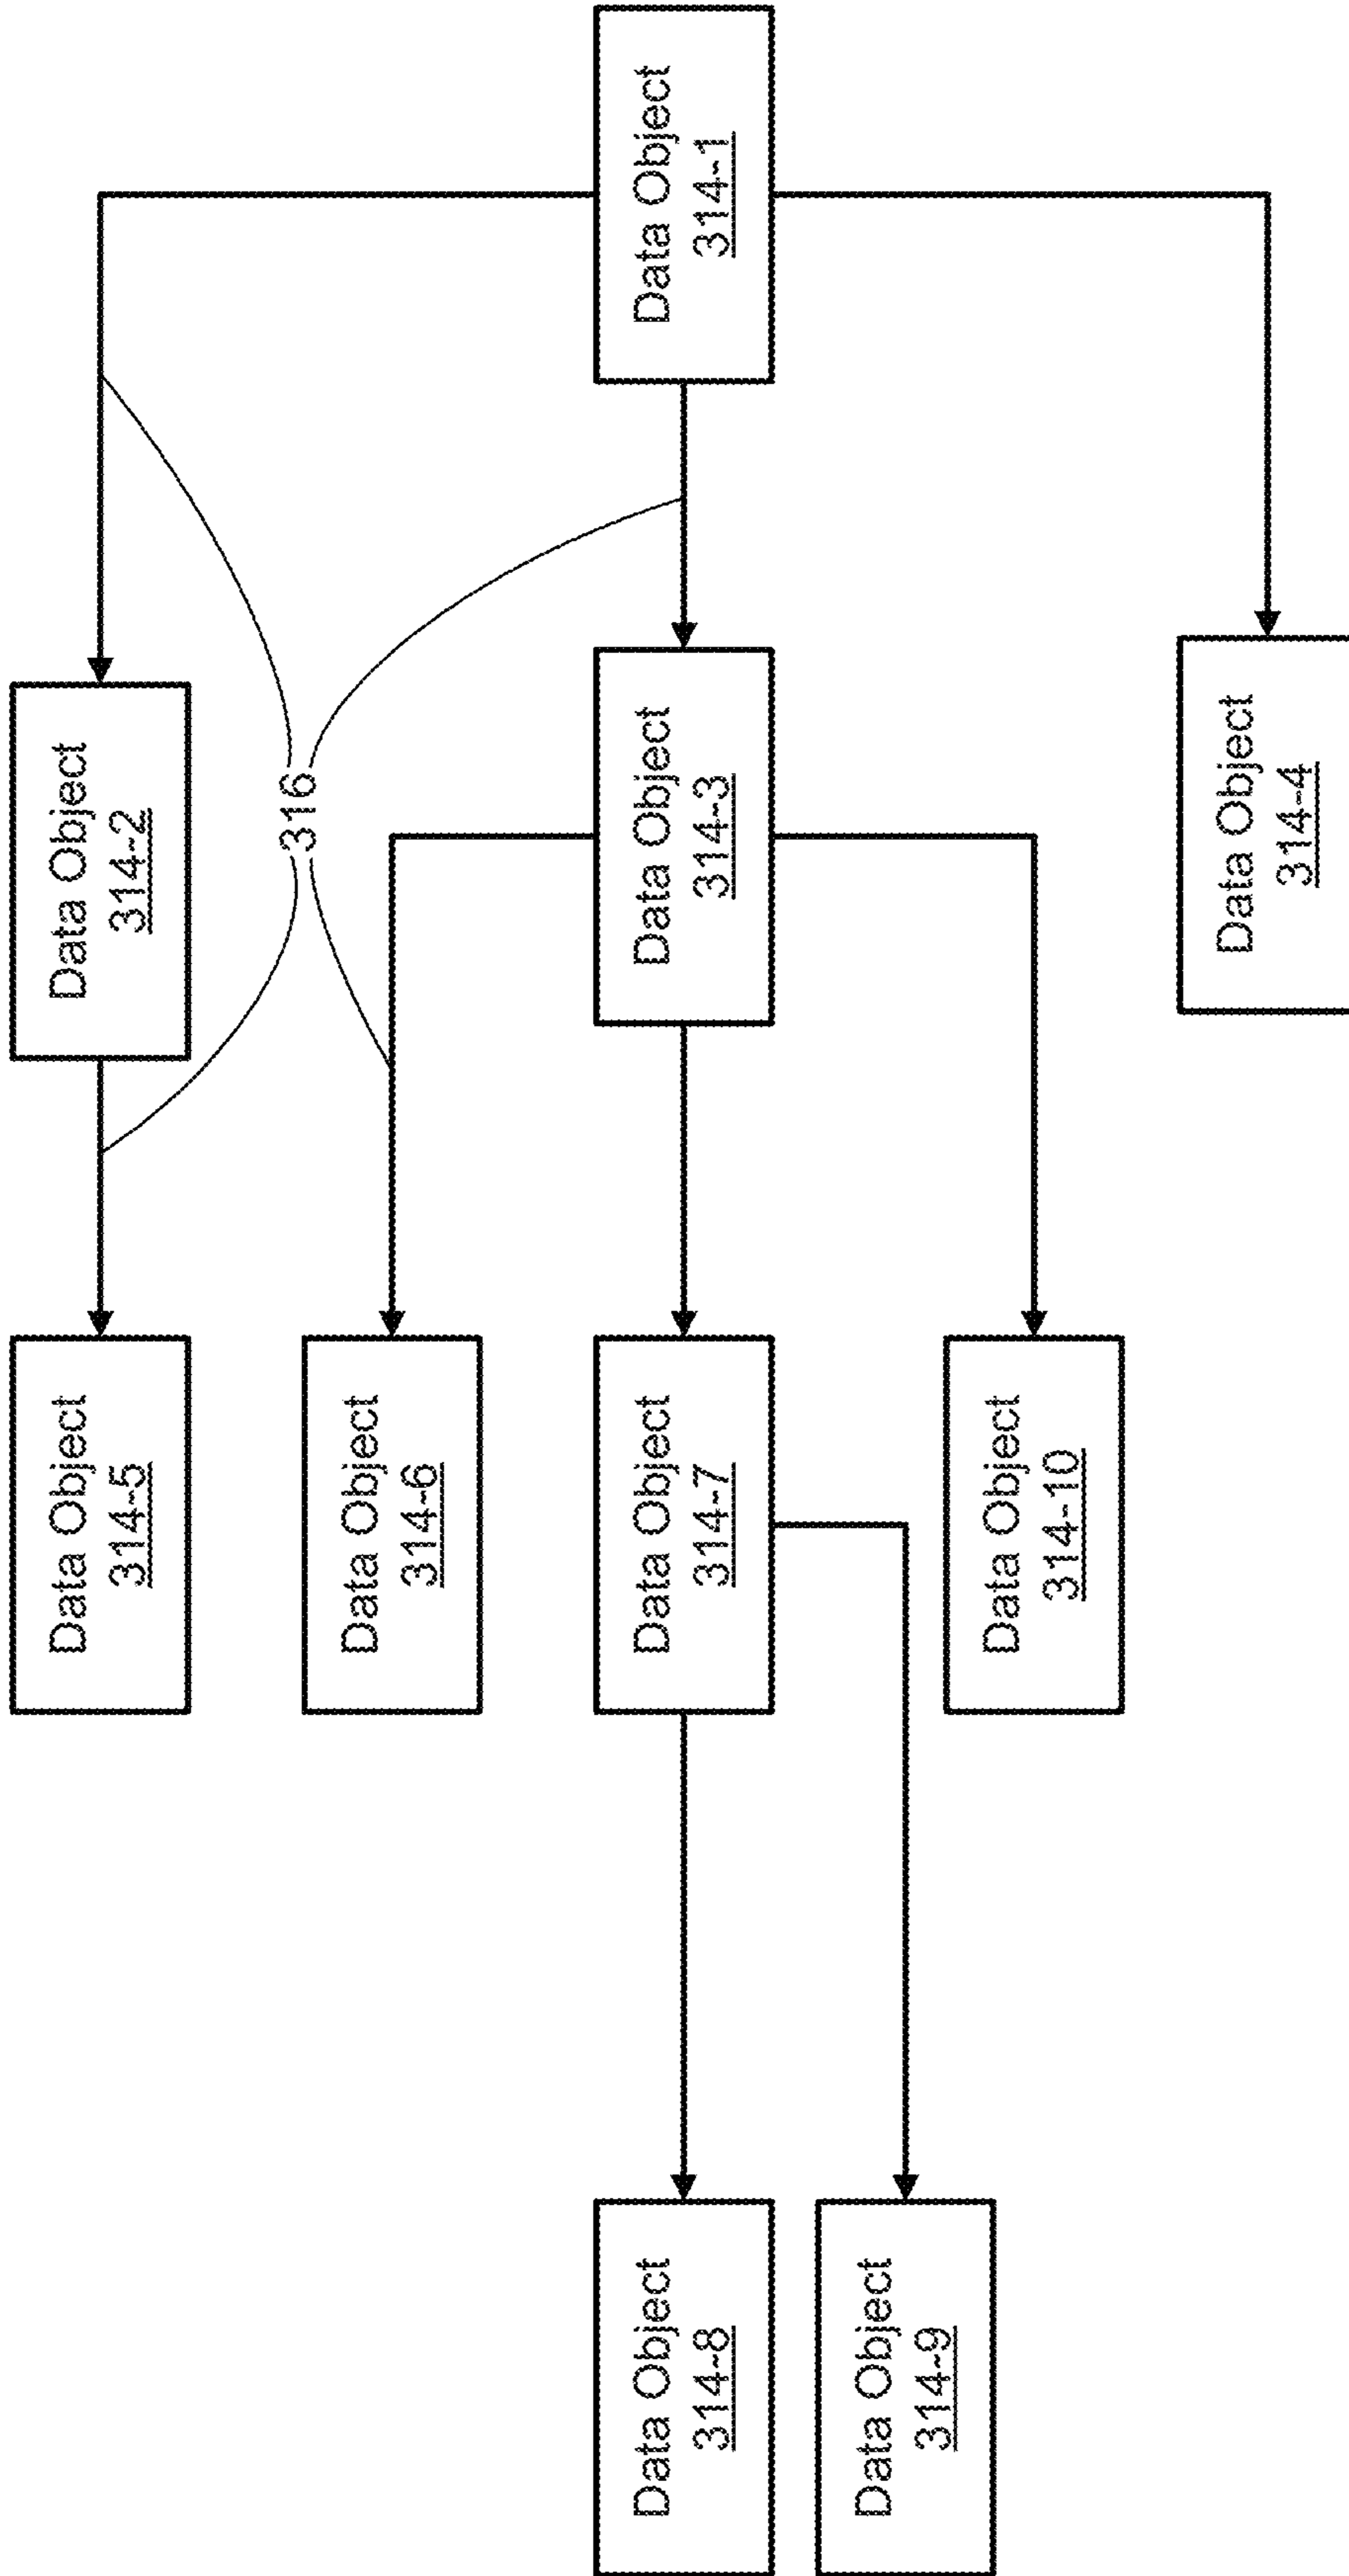 Data Object
314-5
Data Object
314-2
316
Data Object
314-6
Data Object
314-8
Data Object
314-7
Data Object
314-3
Data Object
314-1
Data Object
314-9
Data Object
314-10
Data Object
314-4